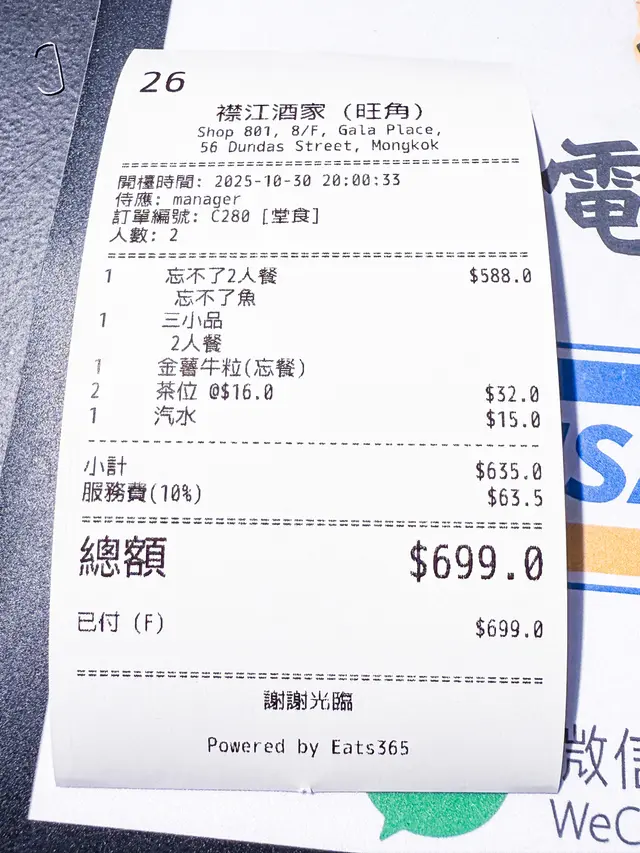 26
襟江酒家 (旺角)
Shop 801, 8/F, Gala Place,
56 Dundas Street, Mongkok
開檯時間: 2025-10-30 20:00:33
侍應: manager
訂單編號: C280 [堂食]
人數: 2
1 忘不了2人餐 $588.0
忘不了魚
1 三小品
2人餐
1 金薯牛粒(忘餐)
2 茶位 @$16.0 $32.0
1 汽水 $15.0
小計 $635.0
服務費(10%) $63.5
總額 $699.0
已付 (F) $699.0
謝謝光臨
Powered by Eats365
電
微信
WeC